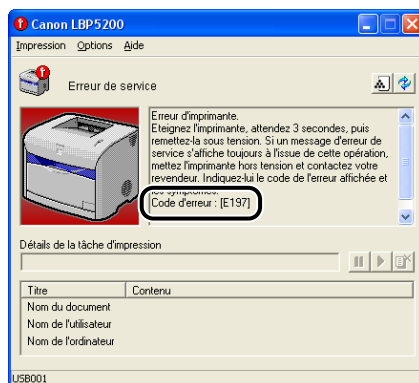 Canon LBP5200
Impression Options Aide
Erreur de service
Erreur d'imprimante.
Eteignez l'imprimante, attendez 3 secondes, puis
remettez-la sous tension. Si un message d'erreur de
service s'affiche toujours à l'issue de cette opération,
mettez l'imprimante hors tension et contactez votre
revendeur. Indiquez-lui le code de l'erreur affichée et
les symptômes.
Code d'erreur : [E197]
Détails de la tâche d'impression
Titre Contenu
Nom du document
Nom de l'utilisateur
Nom de l'ordinateur
USB001